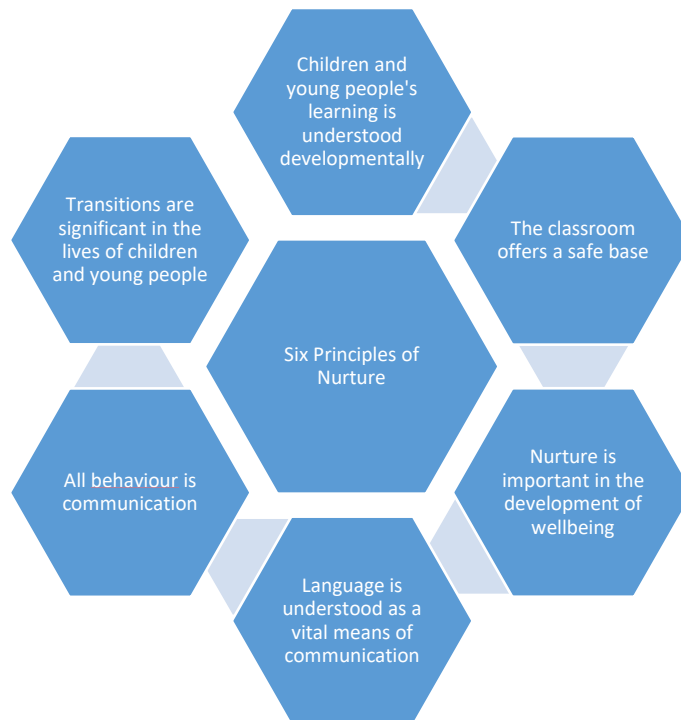 Children and
young people's
learning is
understood
developmentally
The classroom
offers a safe base
Nurture is
important in the
development of
wellbeing
Language is
understood as a
vital means of
communication
All behaviour is
communication
Transitions are
significant in the
lives of children
and young people
Six Principles of
Nurture